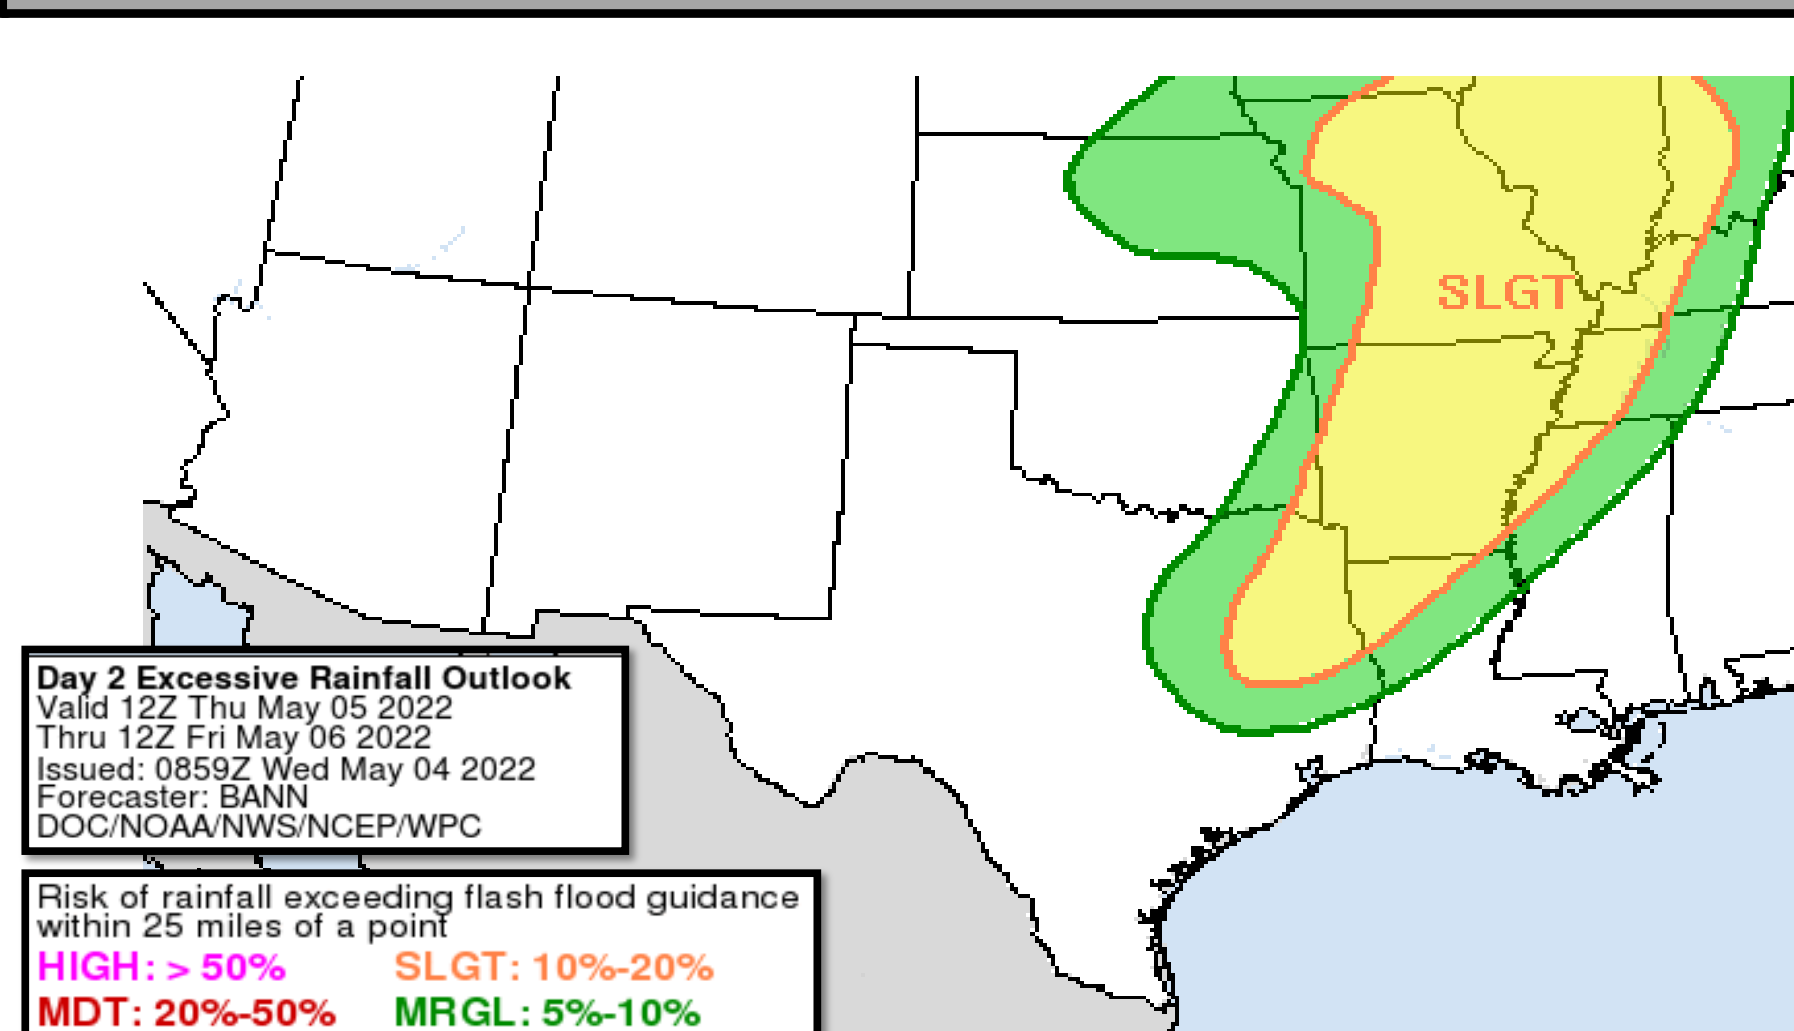 SLGT
Day 2 Excessive Rainfall Outlook
Valid 12Z Thu May 05 2022
Thru 12Z Fri May 06 2022
Issued: 0859Z Wed May 04 2022
Forecaster: BANN
DOC/NOAA/NWS/NCEP/WPC
Risk of rainfall exceeding flash flood guidance
within 25 miles of a point
HIGH: > 50% SLGT: 10%-20%
MDT: 20%-50% MRGL: 5%-10%